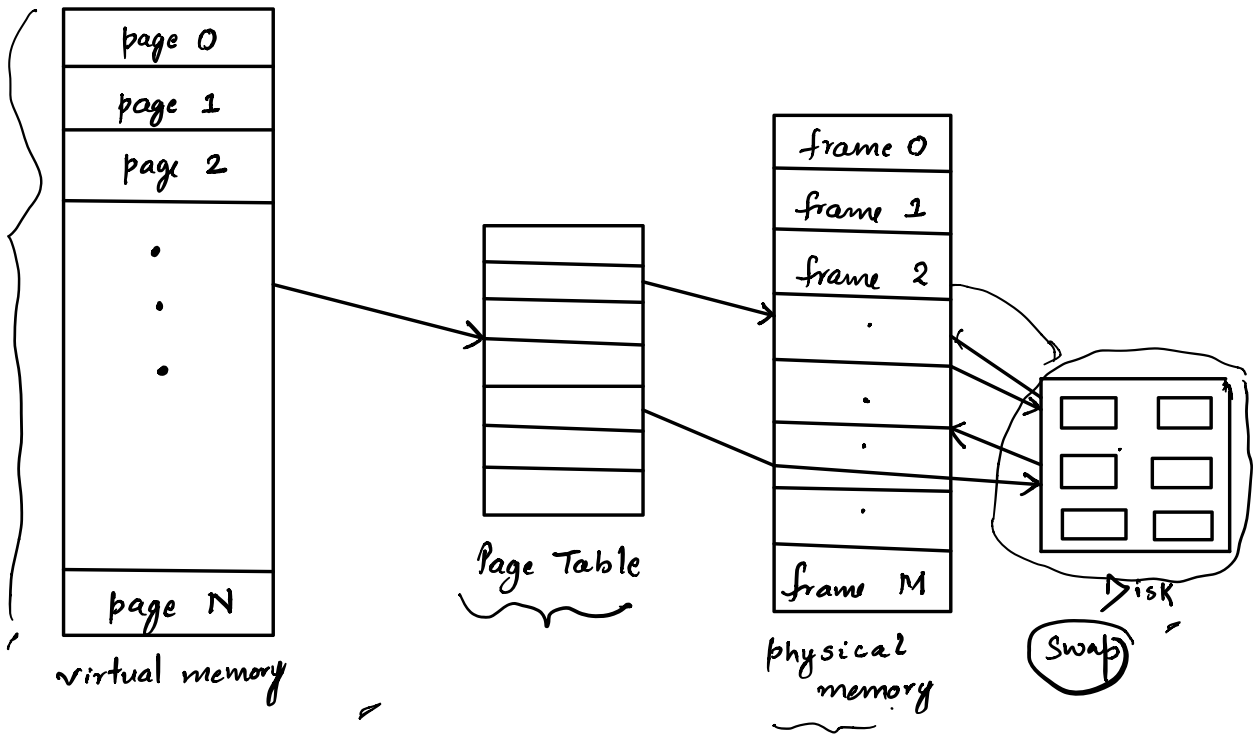 page 0
page 1
page 2
page N
virtual memory
Page Table
frame 0
frame 1
frame 2
frame M
physical
memory
Disk
Swap